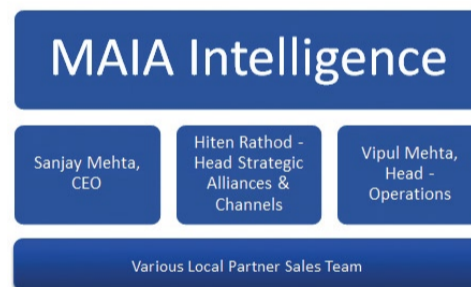 MAIA Intelligence
Sanjay Mehta,
CEO
Hiten Rathod -
Head Strategic
Alliances &
Channels
Vipul Mehta,
Head -
Operations
Various Local Partner Sales Team